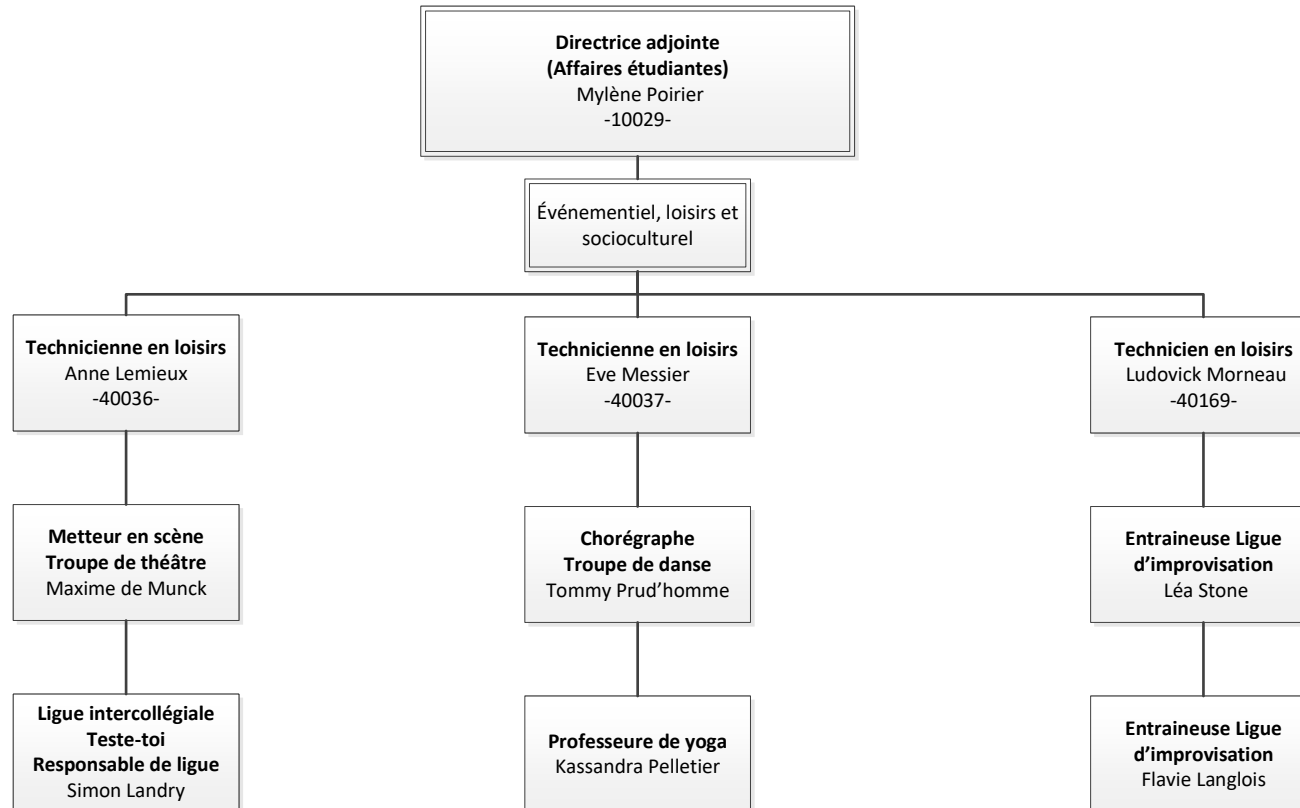 Directrice adjointe
(Affaires étudiantes)
Mylène Poirier
-10029-
Événementiel, loisirs et
socioculturel
Technicienne en loisirs
Anne Lemieux
-40036-
Technicienne en loisirs
Eve Messier
-40037-
Technicien en loisirs
Ludovick Morneau
-40169-
Metteur en scène
Troupe de théâtre
Maxime de Munck
Chorégraphe
Troupe de danse
Tommy Prud’homme
Entraineuse Ligue
d’improvisation
Léa Stone
Ligue intercollégiale
Teste-toi
Responsable de ligue
Simon Landry
Professeure de yoga
Kassandra Pelletier
Entraineuse Ligue
d’improvisation
Flavie Langlois